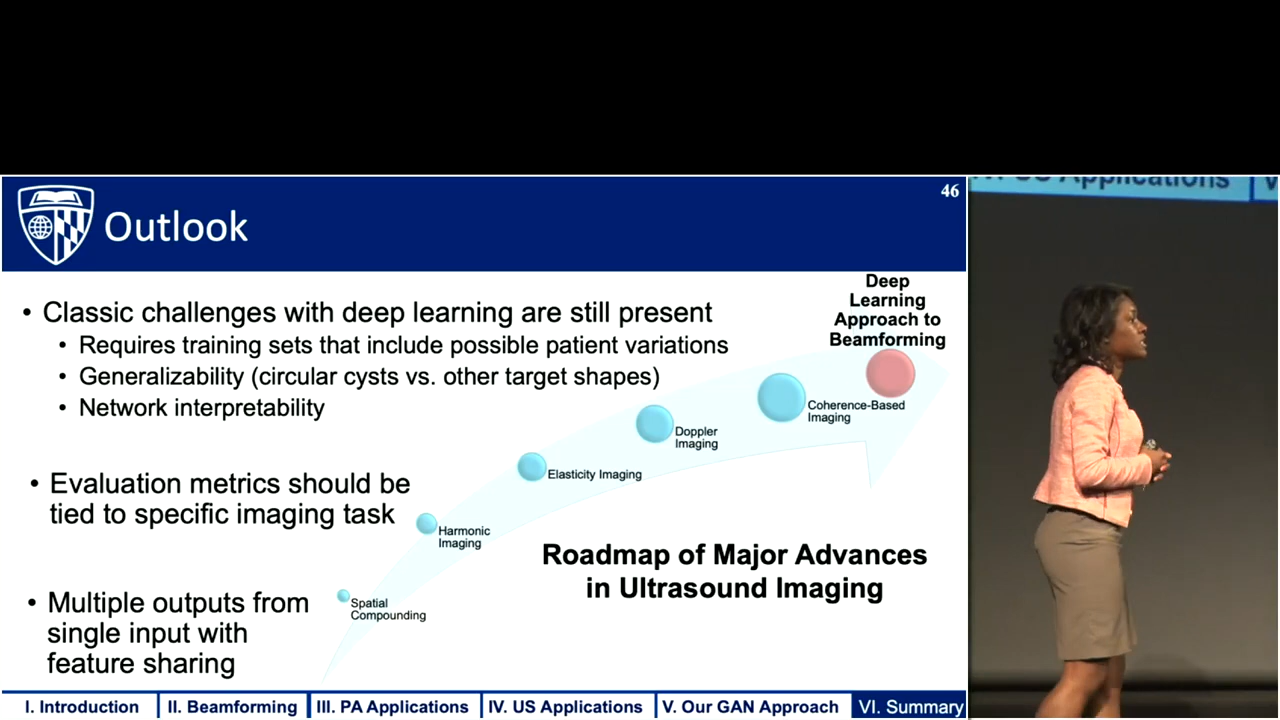 46
Outlook
• Classic challenges with deep learning are still present
• Requires training sets that include possible patient variations
• Generalizability (circular cysts vs. other target shapes)
• Network interpretability
• Evaluation metrics should be
tied to specific imaging task
• Multiple outputs from
single input with
feature sharing
Deep
Learning
Approach to
Beamforming
Coherence-Based
Imaging
Doppler
Imaging
Elasticity Imaging
Harmonic
Imaging
Spatial
Compounding
Roadmap of Major Advances
in Ultrasound Imaging
I. Introduction
II. Beamforming
III. PA Applications
IV. US Applications
V. Our GAN Approach
VI. Summary
US Applications